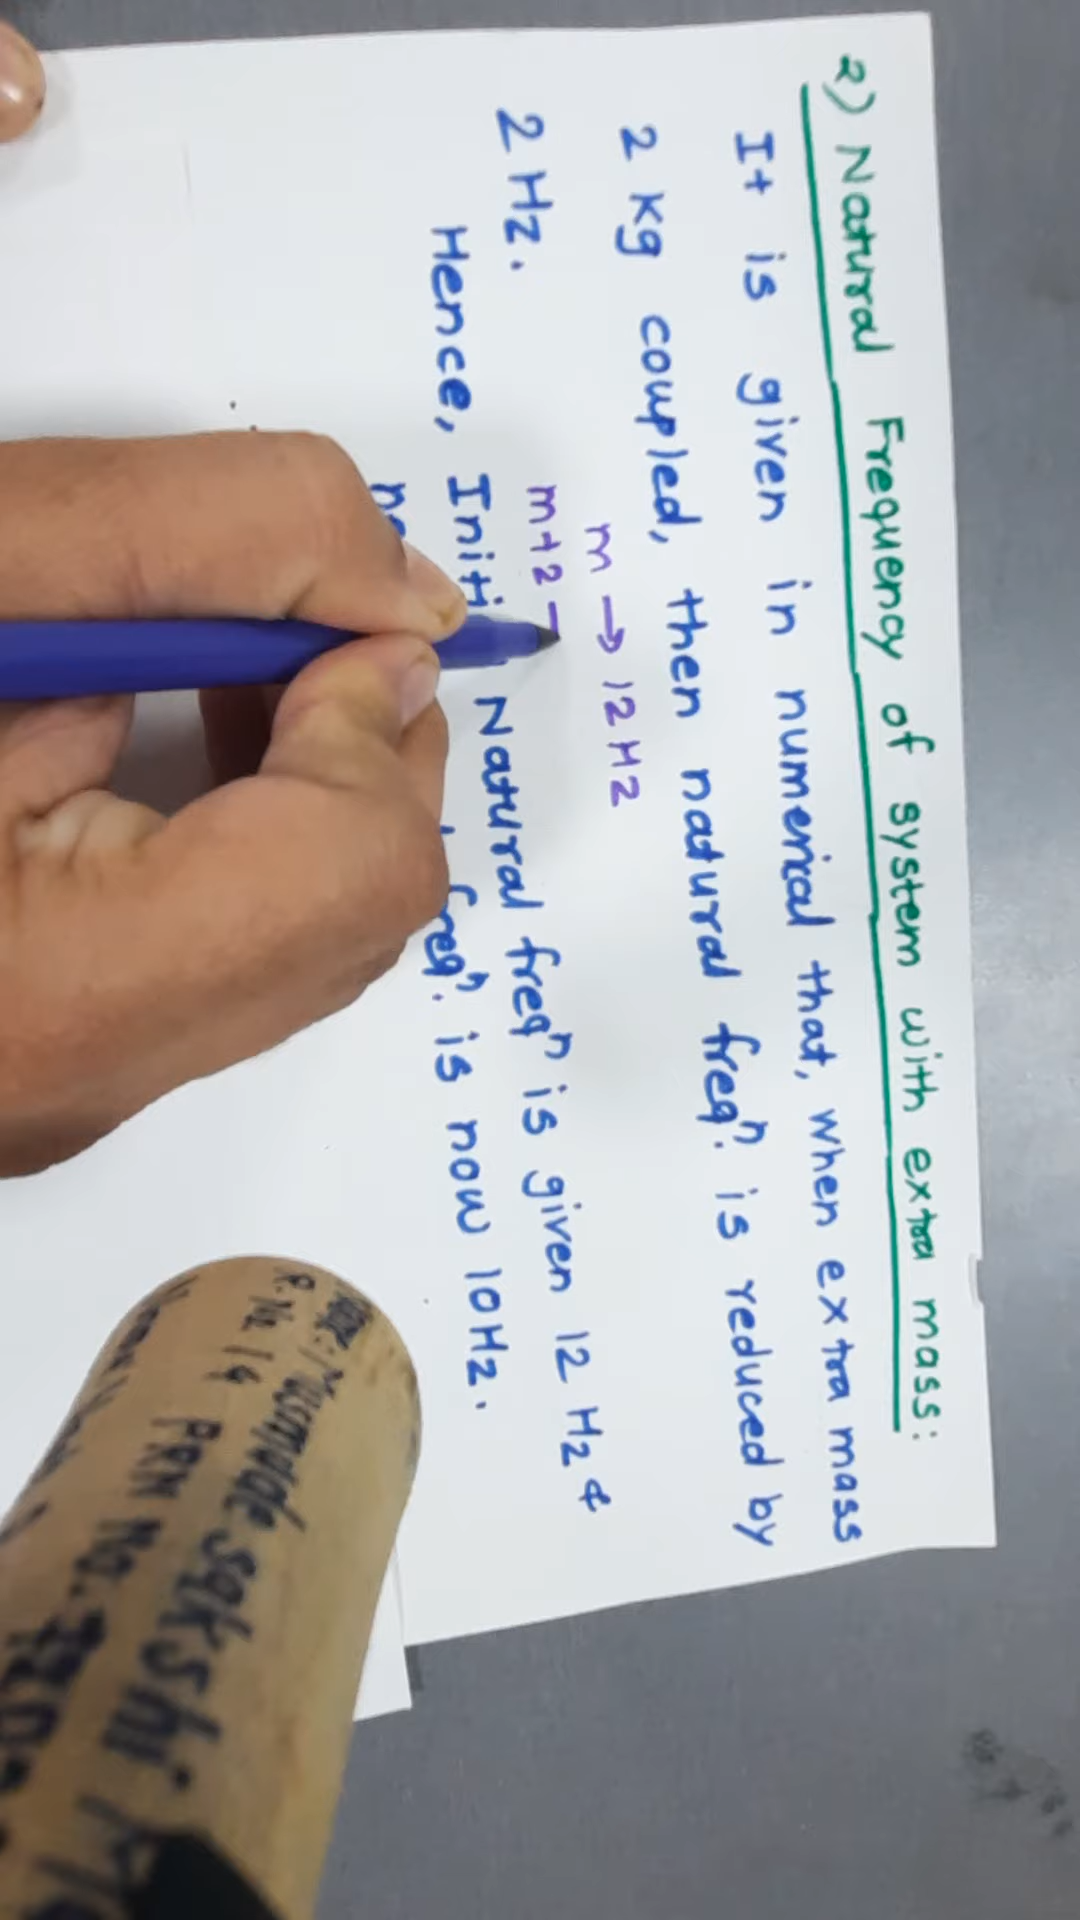 2) Natural Frequency of system with extra mass:
It is given in numerical that, when extra mass
2 kg coupled, then natural freqⁿ. is reduced by
m → 12 Hz
2 Hz.
m+2 -
Hence, Initi Natural freqⁿ is given 12 Hz &
freqⁿ. is now 10Hz.
R.No. 14
PRN No.
sakshi